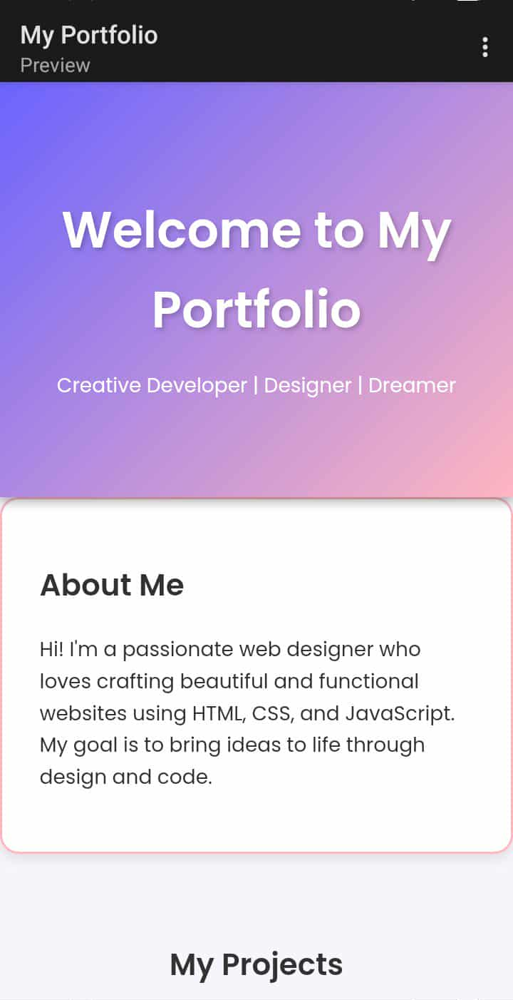 My Portfolio
Preview
Welcome to My
Portfolio
Creative Developer | Designer | Dreamer
About Me
Hi! I'm a passionate web designer who
loves crafting beautiful and functional
websites using HTML, CSS, and JavaScript.
My goal is to bring ideas to life through
design and code.
My Projects